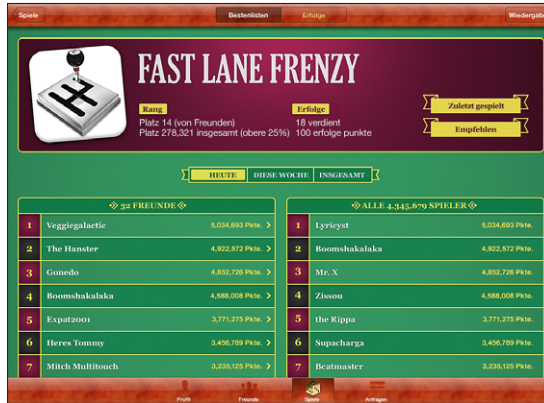 Spiele Bestenlisten Erfolge Wiedergabe
FAST LANE FRENZY
Rang
Platz 14 (von Freunden)
Platz 278,321 insgesamt (obere 25%)
Erfolge
18 verdient
100 erfolge punkte
Zuletzt gespielt
Empfehlen
HEUTE DIESE WOCHE INSGESAMT
32 FREUNDE
1 Veggiegalactic 5,034,693 Pkte.
2 The Hanster 4,922,572 Pkte.
3 Gonedo 4,852,726 Pkte.
4 Boomshakalaka 4,588,008 Pkte.
5 Expat2001 3,771,275 Pkte.
6 Heres Tommy 3,456,789 Pkte.
7 Mitch Multitouch 3,235,125 Pkte.
ALLE 4.345.679 SPIELER
1 Lyricyst 5,034,693 Pkte.
2 Boomshakalaka 4,922,572 Pkte.
3 Mr. X 4,852,726 Pkte.
4 Zissou 4,588,008 Pkte.
5 the Rippa 3,771,275 Pkte.
6 Supacharga 3,456,789 Pkte.
7 Beatmaster 3,235,125 Pkte.
Profil Freunde Spiele Anfragen